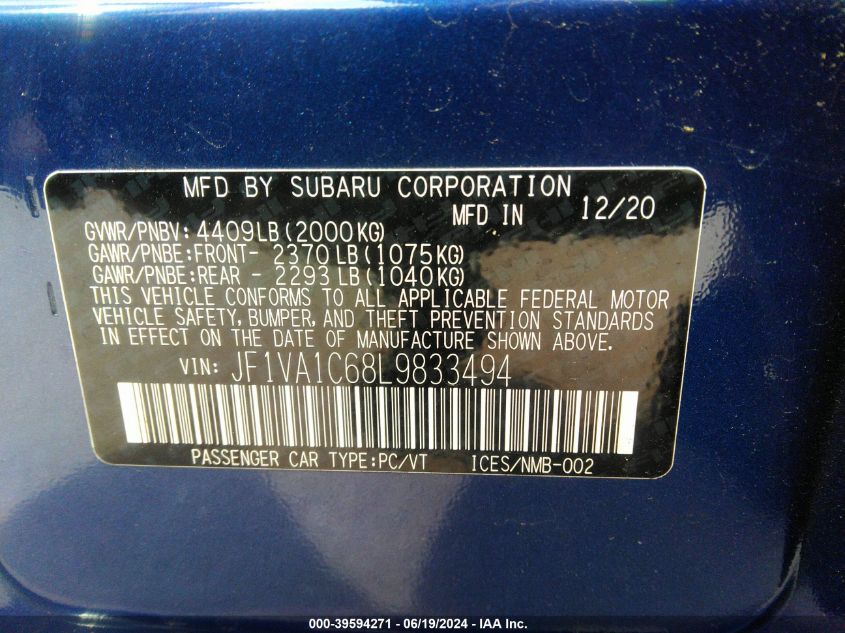 MFD BY SUBARU CORPORATION
MFD IN 12/20
GVWR/PNBV: 4409LB(2000KG)
GAWR/PNBE:FRONT- 2370LB(1075KG)
GAWR/PNBE:REAR - 2293LB(1040KG)
THIS VEHICLE CONFORMS TO ALL APPLICABLE FEDERAL MOTOR
VEHICLE SAFETY, BUMPER, AND THEFT PREVENTION STANDARDS
IN EFFECT ON THE DATE OF MANUFACTURE SHOWN ABOVE.
VIN: JF1VA1C68L9833494
PASSENGER CAR TYPE:PC/VT ICES/NMB-002
000-39594271 - 06/19/2024 - IAA Inc.